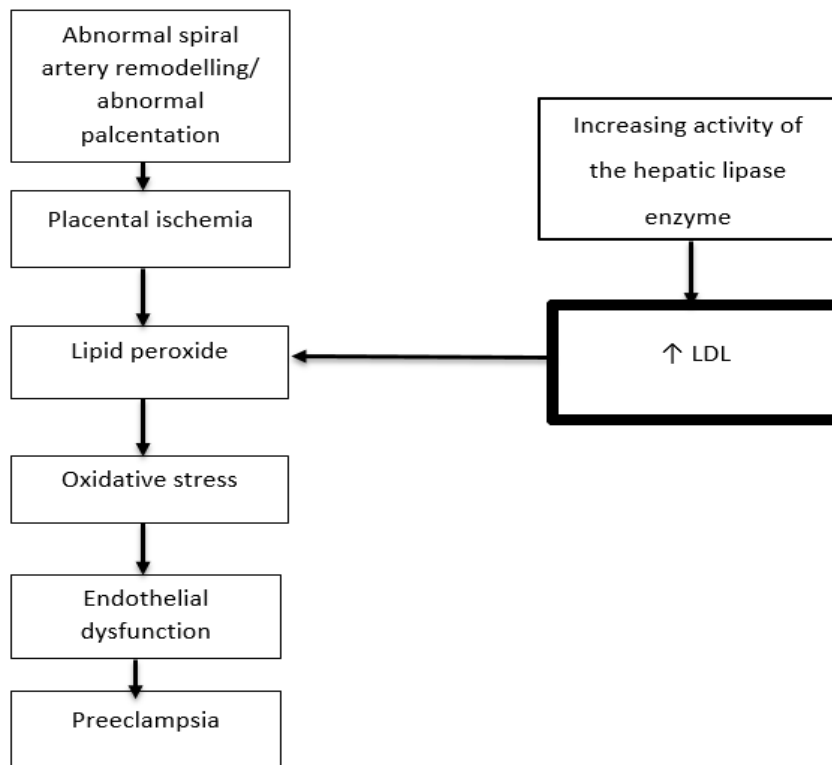 Abnormal spiral
artery remodelling/
abnormal
palcentation
Placental ischemia
Lipid peroxide
Oxidative stress
Endothelial
dysfunction
Preeclampsia
Increasing activity of
the hepatic lipase
enzyme
↑ LDL